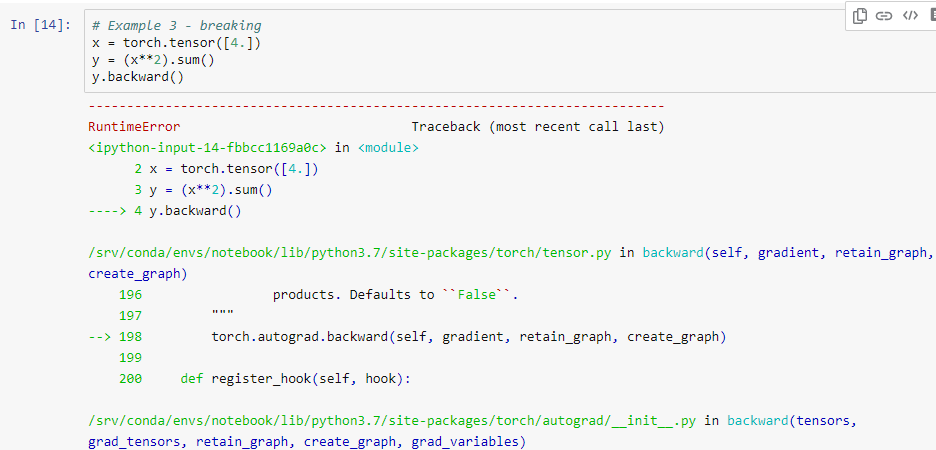 In [14]:
# Example 3 - breaking
x = torch.tensor([4.])
y = (x**2).sum()
y.backward()
---------------------------------------------------------------------------
RuntimeError                              Traceback (most recent call last)
<ipython-input-14-fbbcc1169a0c> in <module>
      2 x = torch.tensor([4.])
      3 y = (x**2).sum()
----> 4 y.backward()
/srv/conda/envs/notebook/lib/python3.7/site-packages/torch/tensor.py in backward(self, gradient, retain_graph,
create_graph)
    196                 products. Defaults to ``False``.
    197         """
--> 198         torch.autograd.backward(self, gradient, retain_graph, create_graph)
    199
    200     def register_hook(self, hook):
/srv/conda/envs/notebook/lib/python3.7/site-packages/torch/autograd/__init__.py in backward(tensors,
grad_tensors, retain_graph, create_graph, grad_variables)